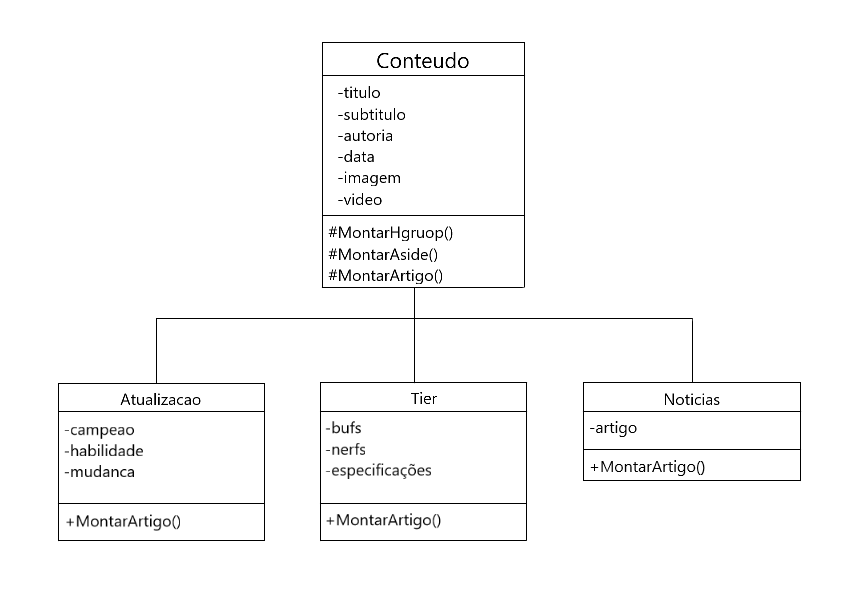 Conteudo
-titulo
-subtitulo
-autoria
-data
-imagem
-video
#MontarHgruop()
#MontarAside()
#MontarArtigo()
Atualizacao
-campeao
-habilidade
-mudanca
+MontarArtigo()
Tier
-bufs
-nerfs
-especificações
+MontarArtigo()
Noticias
-artigo
+MontarArtigo()